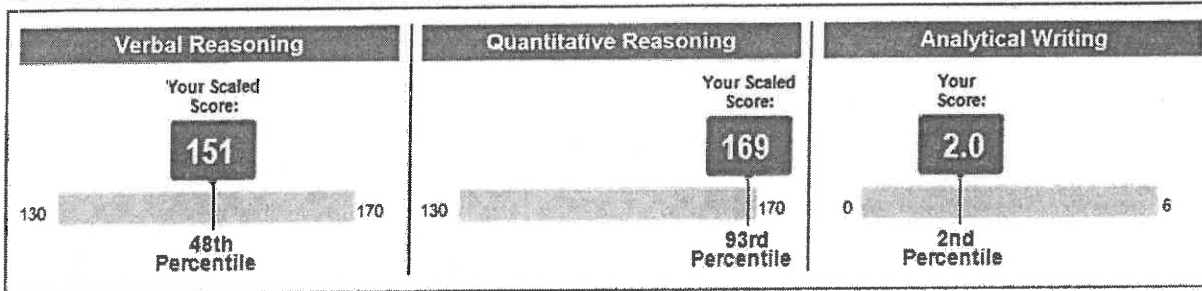 Verbal Reasoning
Your Scaled
Score:
151
130
170
48th
Percentile
Quantitative Reasoning
Your Scaled
Score:
169
130
170
93rd
Percentile
Analytical Writing
Your
Score:
2.0
0
6
2nd
Percentile